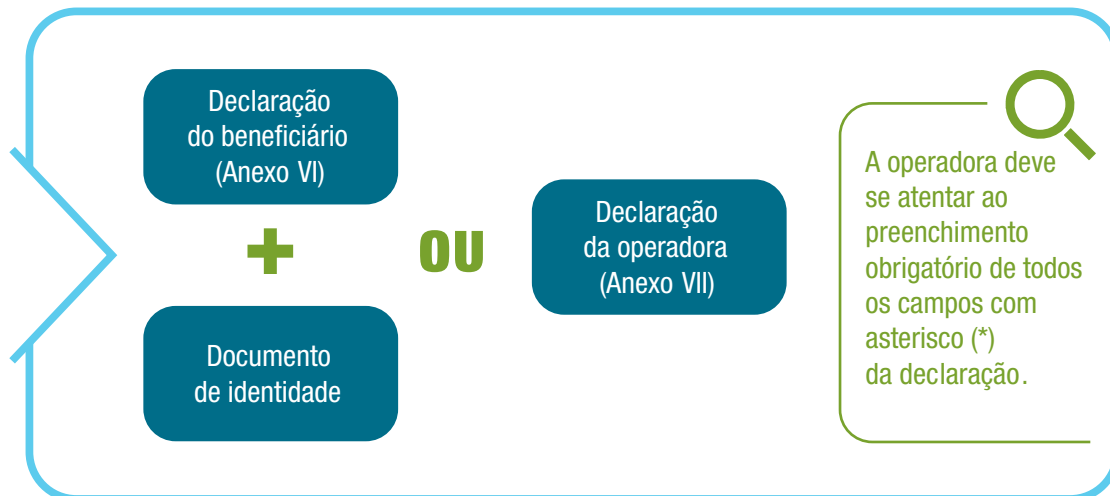 Declaração
do beneficiário
(Anexo VI)
+
Documento
de identidade
OU
Declaração
da operadora
(Anexo VII)
A operadora deve
se atentar ao
preenchimento
obrigatório de todos
os campos com
asterisco (*)
da declaração.